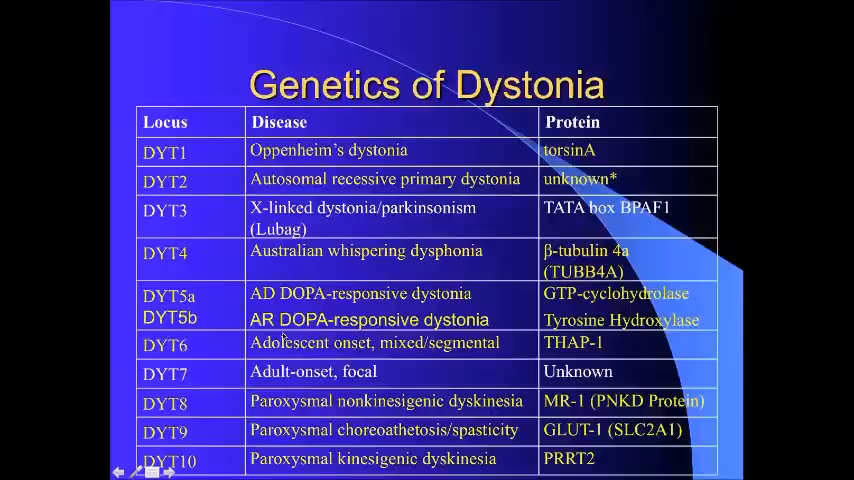 Genetics of Dystonia
Locus Disease Protein
DYT1 Oppenheim's dystonia torsinA
DYT2 Autosomal recessive primary dystonia unknown*
DYT3 X-linked dystonia/parkinsonism TATA box BPAF1
(Lubag)
DYT4 Australian whispering dysphonia β-tubulin 4a
(TUBB4A)
DYT5a AD DOPA-responsive dystonia GTP-cyclohydrolase
DYT5b AR DOPA-responsive dystonia Tyrosine Hydroxylase
DYT6 Adolescent onset, mixed/segmental THAP-1
DYT7 Adult-onset, focal Unknown
DYT8 Paroxysmal nonkinesigenic dyskinesia MR-1 (PNKD Protein)
DYT9 Paroxysmal choreoathetosis/spasticity GLUT-1 (SLC2A1)
DYT10 Paroxysmal kinesigenic dyskinesia PRRT2